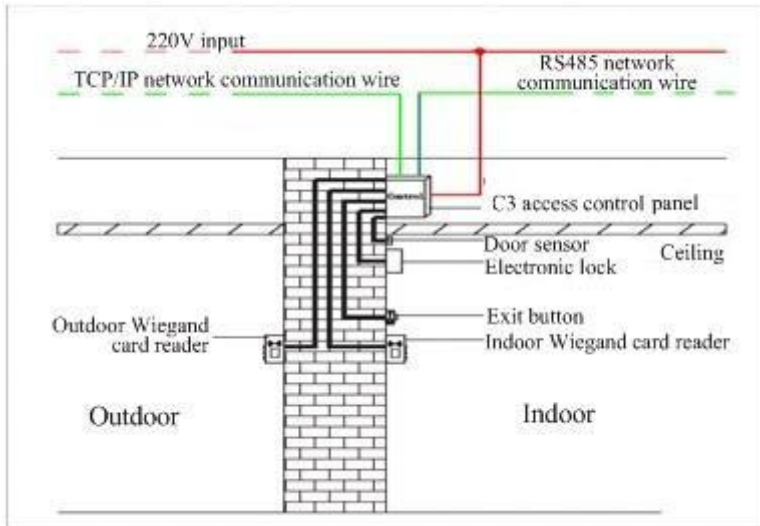 220V input
RS485 network
communication wire
TCP/IP network communication wire
Control
C3 access control panel
Door sensor
Ceiling
Electronic lock
Exit button
Outdoor Wiegand
card reader
Indoor Wiegand card reader
Outdoor
Indoor